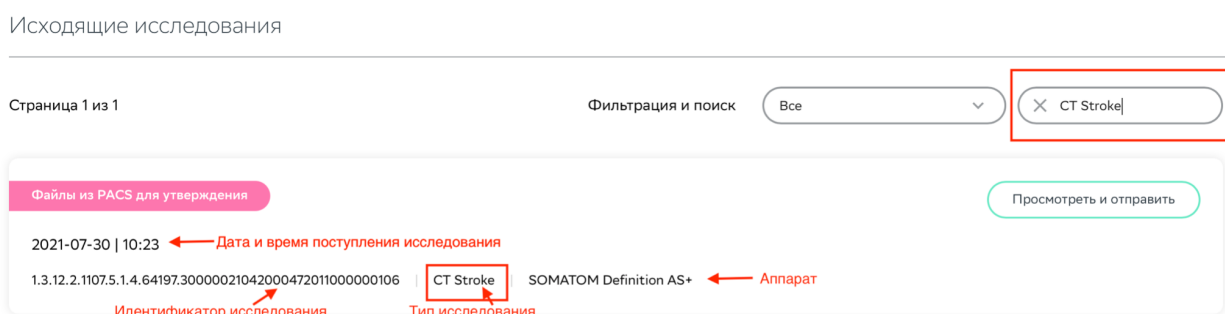 Исходящие исследования
Страница 1 из 1
Фильтрация и поиск
Все
CT Stroke
Файлы из PACS для утверждения
Просмотреть и отправить
2021-07-30 | 10:23
Дата и время поступления исследования
1.3.12.2.1107.5.1.4.64197.30000021042000472011000000106 | CT Stroke | SOMATOM Definition AS+
Аппарат
Идентификатор исследования
Тип исследования